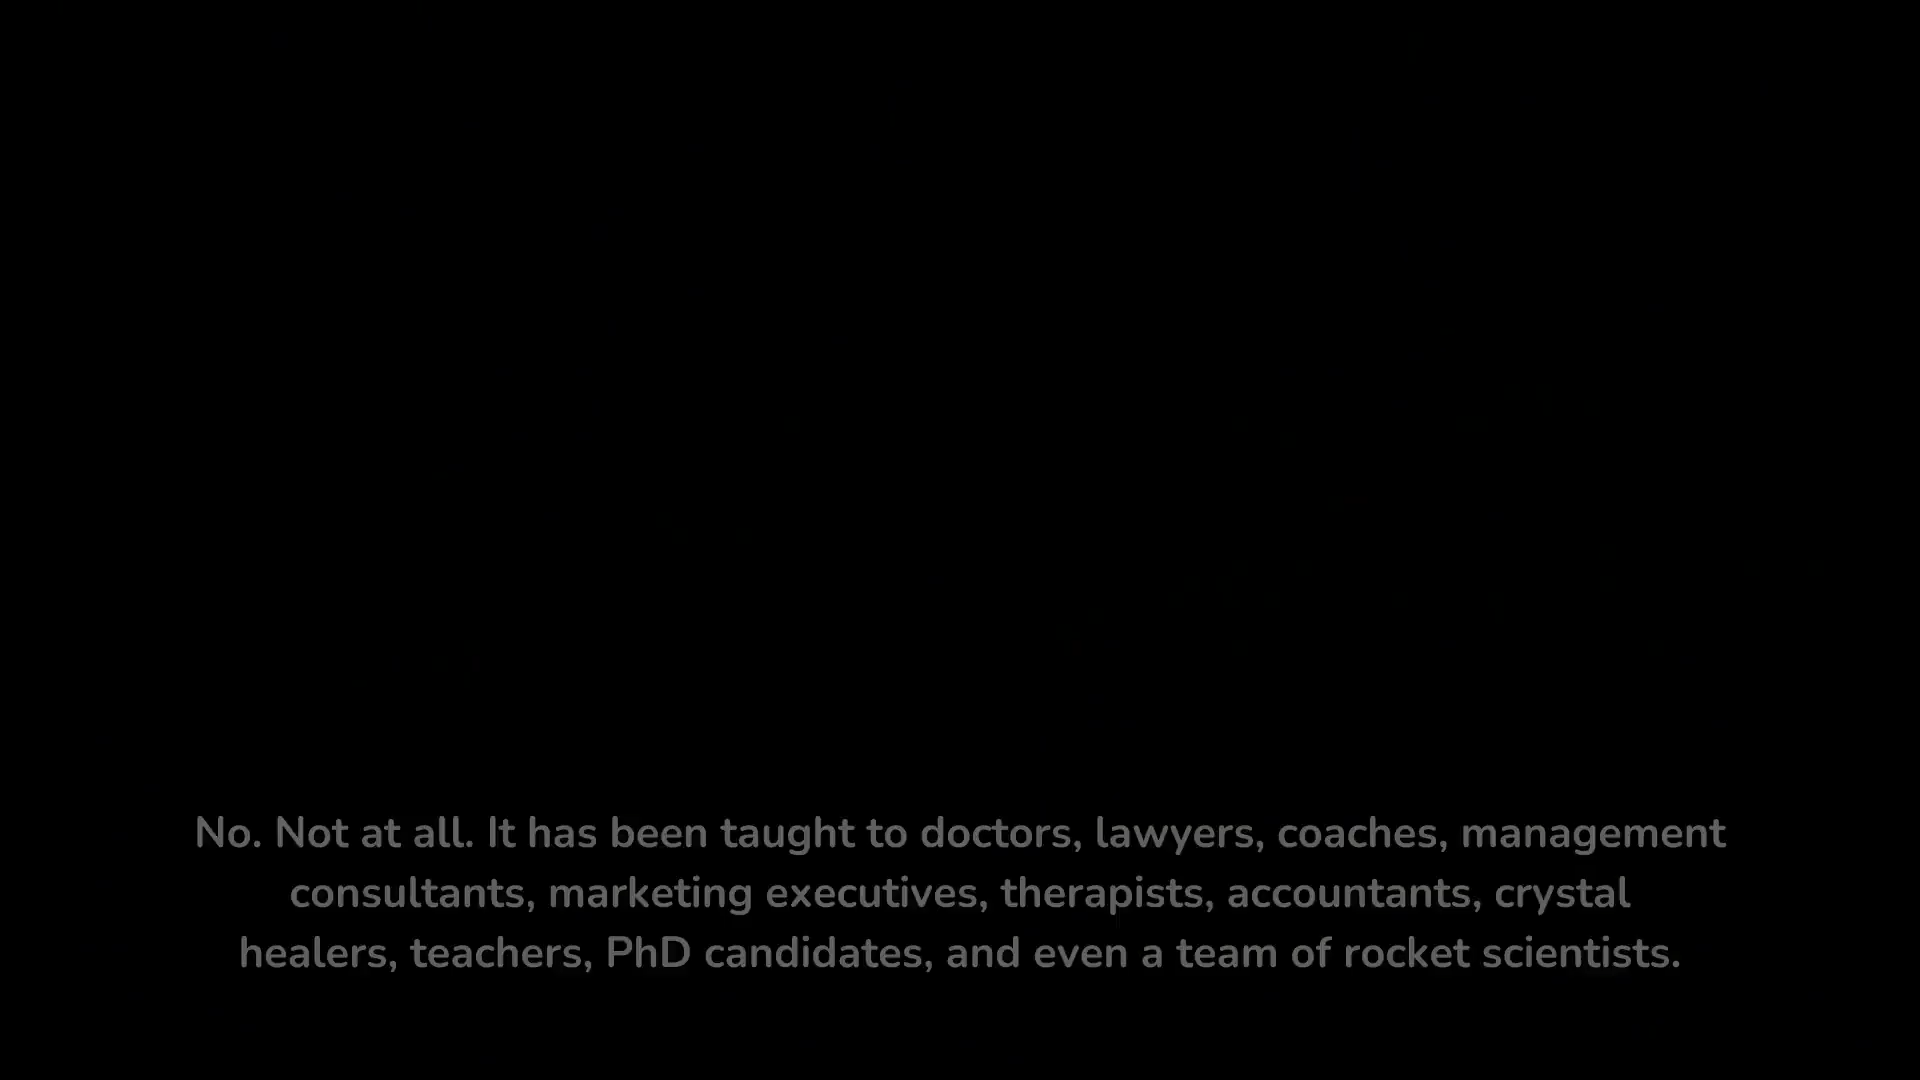 No. Not at all. It has been taught to doctors, lawyers, coaches, management
consultants, marketing executives, therapists, accountants, crystal
healers, teachers, PhD candidates, and even a team of rocket scientists.